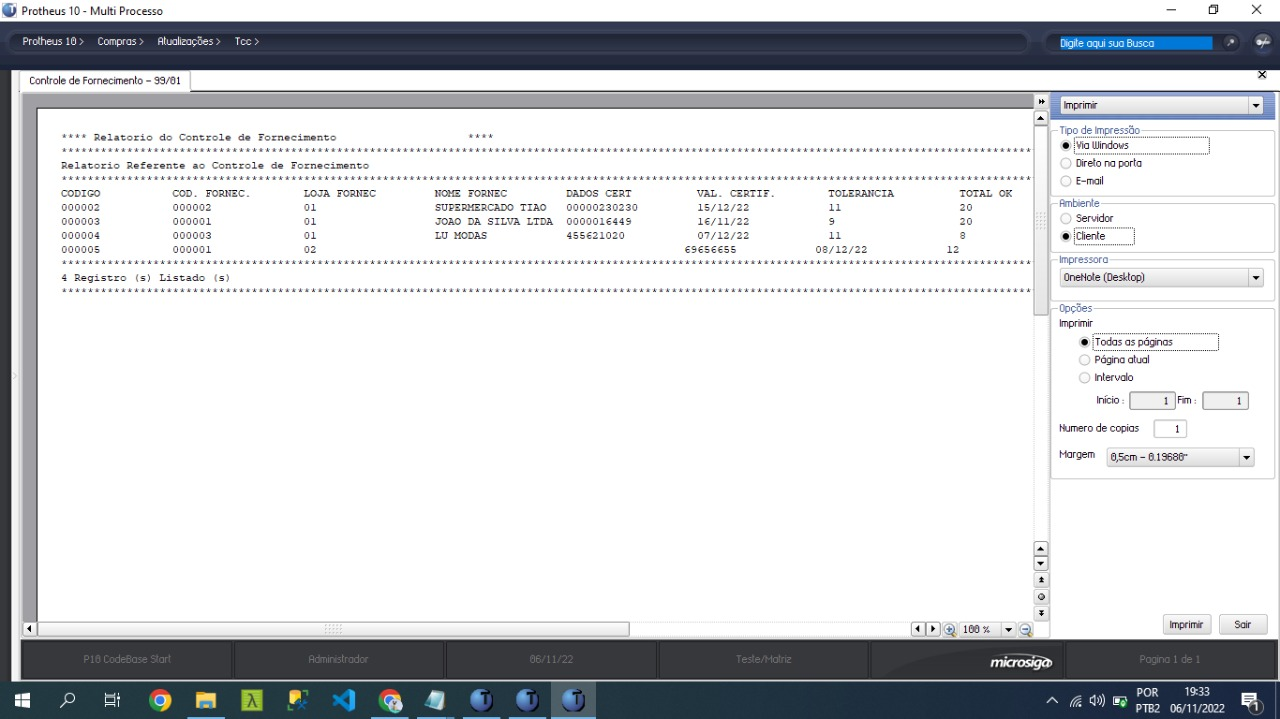 Protheus 10 - Multi Processo
Protheus 10 > Compras > Atualizações > Tcc >
Digite aqui sua Busca
Controle de Fornecimento - 99/01
**** Relatorio do Controle de Fornecimento ****
Relatorio Referente ao Controle de Fornecimento
CODIGO COD. FORNEC. LOJA FORNEC NOME FORNEC DADOS CERT VAL. CERTIF. TOLERANCIA TOTAL OK
000002 000002 01 SUPERMERCADO TIAO 00000230230 15/12/22 11 20
000003 000001 01 JOAO DA SILVA LTDA 0000016449 16/11/22 9 20
000004 000003 01 LU MODAS 455621020 07/12/22 11 8
000005 000001 02 69656655 08/12/22 12
4 Registro (s) Listado (s)
Imprimir
Tipo de Impressão
Via Windows
Direto na porta
E-mail
Ambiente
Servidor
Cliente
Impressora
OneNote (Desktop)
Opções
Imprimir
Todas as páginas
Página atual
Intervalo
Início : 1 Fim : 1
Numero de copias 1
Margem 0,5cm - 0.19680"
Imprimir Sair
100 %
P10 CodeBase Start Administrador 06/11/22 Teste/Matriz microsiga Pagina 1 de 1
POR 19:33
PTB2 06/11/2022
1